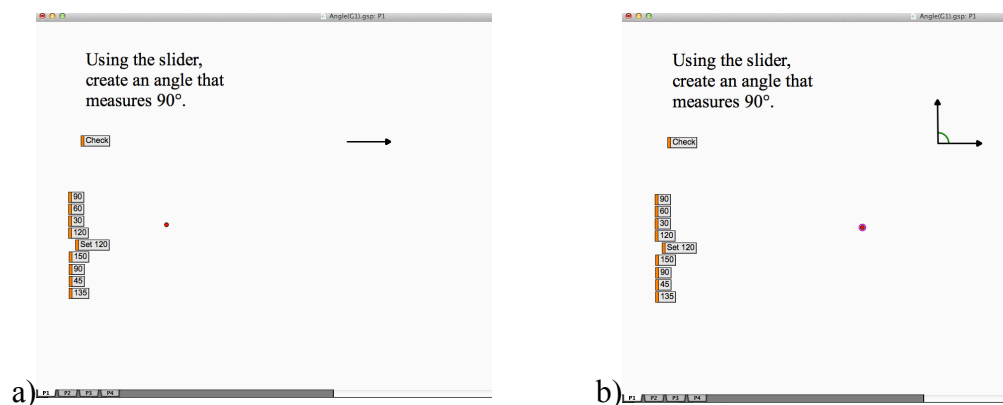 Angle(G1).gsp: P1
Using the slider,
create an angle that
measures 90°.
Check
90
60
30
120
Set 120
150
90
45
135
a)
P1 P2 P3 P4
Angle(G1).gsp: P1
Using the slider,
create an angle that
measures 90°.
Check
90
60
30
120
Set 120
150
90
45
135
b)
P1 P2 P3 P4